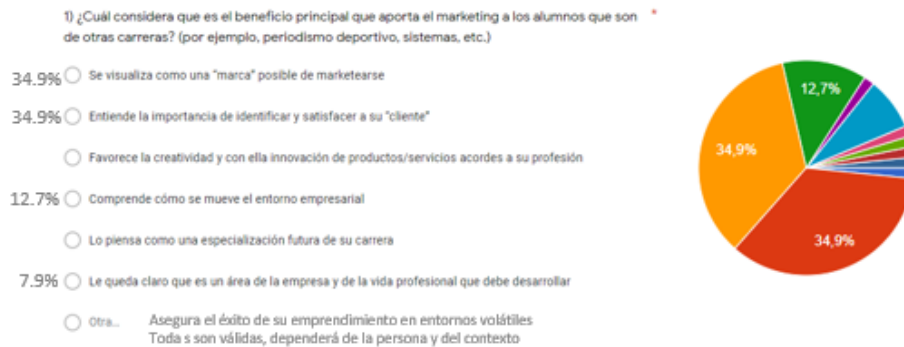 1) ¿Cuál considera que es el beneficio principal que aporta el marketing a los alumnos que son *
de otras carreras? (por ejemplo, periodismo deportivo, sistemas, etc.)
34.9% Se visualiza como una "marca" posible de marketearse
34.9% Entiende la importancia de identificar y satisfacer a su "cliente"
Favorece la creatividad y con ella innovación de productos/servicios acordes a su profesión
12.7% Comprende cómo se mueve el entorno empresarial
Lo piensa como una especialización futura de su carrera
7.9% Le queda claro que es un área de la empresa y de la vida profesional que debe desarrollar
Otra... Asegura el éxito de su emprendimiento en entornos volátiles
Toda s son válidas, dependerá de la persona y del contexto
12,7%
34,9%
34,9%